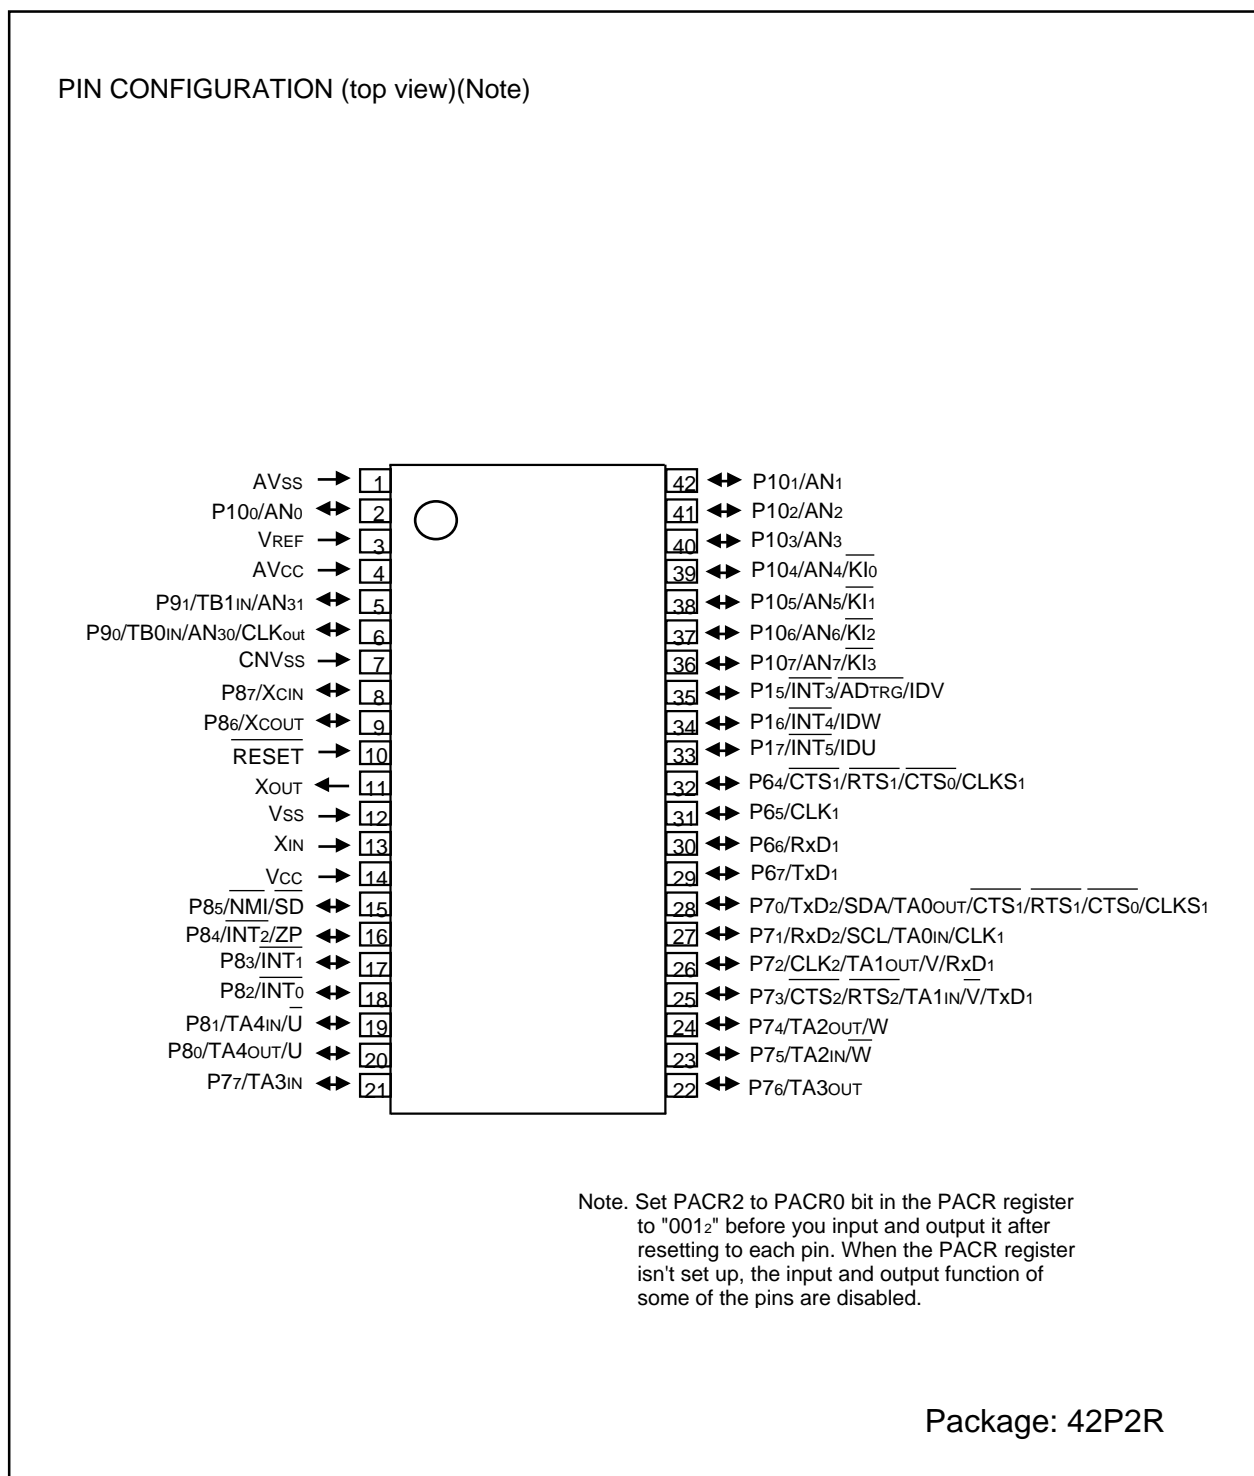 PIN CONFIGURATION (top view)(Note)
AVSS 1
P100/AN0 2
VREF 3
AVCC 4
P91/TB1IN/AN31 5
P90/TB0IN/AN30/CLKout 6
CNVSS 7
P87/XCIN 8
P86/XCOUT 9
RESET 10
XOUT 11
VSS 12
XIN 13
VCC 14
P85/NMI/SD 15
P84/INT2/ZP 16
P83/INT1 17
P82/INT0 18
P81/TA4IN/U 19
P80/TA4OUT/U 20
P77/TA3IN 21
42 P101/AN1
41 P102/AN2
40 P103/AN3
39 P104/AN4/KI0
38 P105/AN5/KI1
37 P106/AN6/KI2
36 P107/AN7/KI3
35 P15/INT3/ADTRG/IDV
34 P16/INT4/IDW
33 P17/INT5/IDU
32 P64/CTS1/RTS1/CTS0/CLKS1
31 P65/CLK1
30 P66/RxD1
29 P67/TxD1
28 P70/TxD2/SDA/TA0OUT/CTS1/RTS1/CTS0/CLKS1
27 P71/RxD2/SCL/TA0IN/CLK1
26 P72/CLK2/TA1OUT/V/RxD1
25 P73/CTS2/RTS2/TA1IN/V/TxD1
24 P74/TA2OUT/W
23 P75/TA2IN/W
22 P76/TA3OUT
Note. Set PACR2 to PACR0 bit in the PACR register
to "0012" before you input and output it after
resetting to each pin. When the PACR register
isn't set up, the input and output function of
some of the pins are disabled.
Package: 42P2R